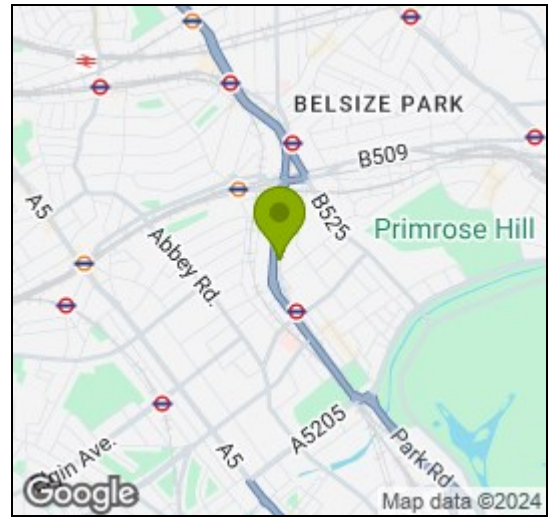 BELSIZE PARK
B509
A5
B525
Primrose Hill
Abbey Rd.
A5205
Park Rd
gin Ave.
A5
Google
Map data ©2024